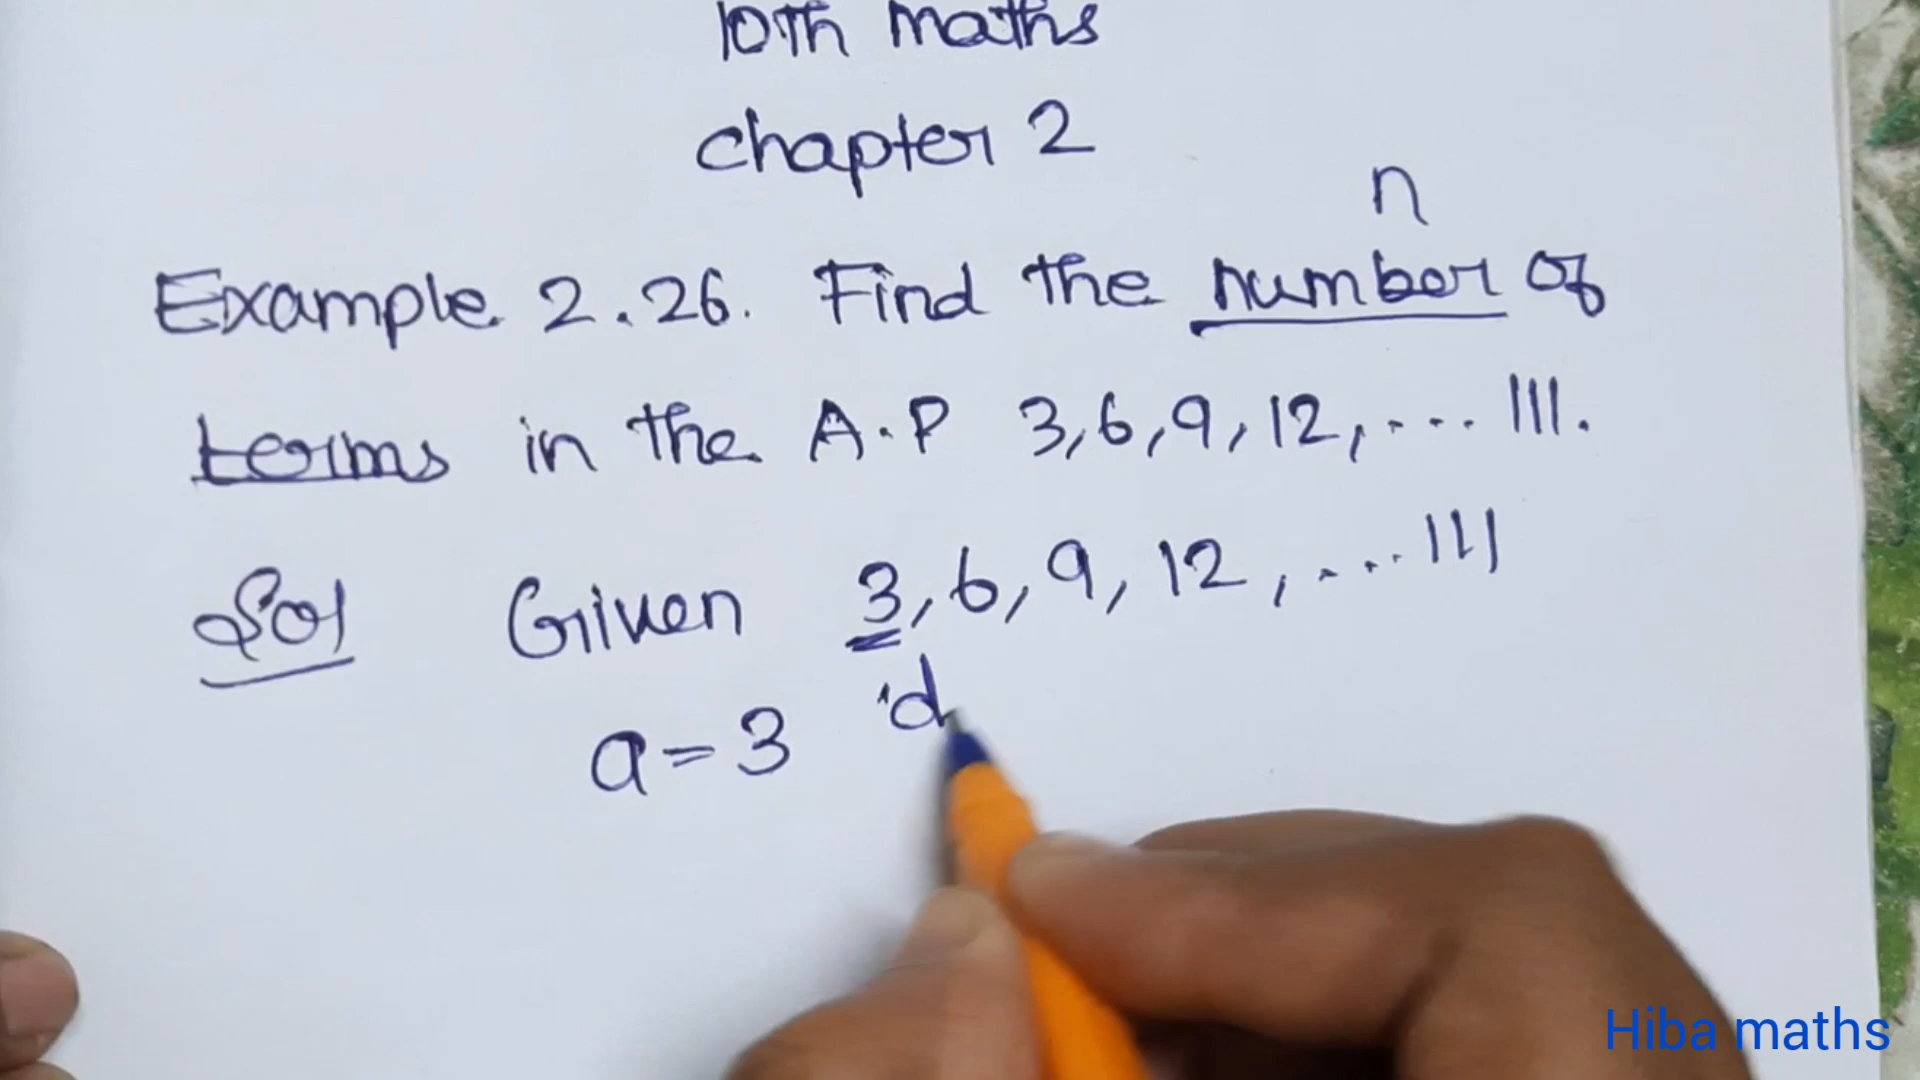 10th maths
chapter 2
n
Example 2.26. Find the number of
terms in the A.P 3,6,9,12,.... 111.
Sol Given 3,6,9,12,....111
a=3 d
Hiba maths